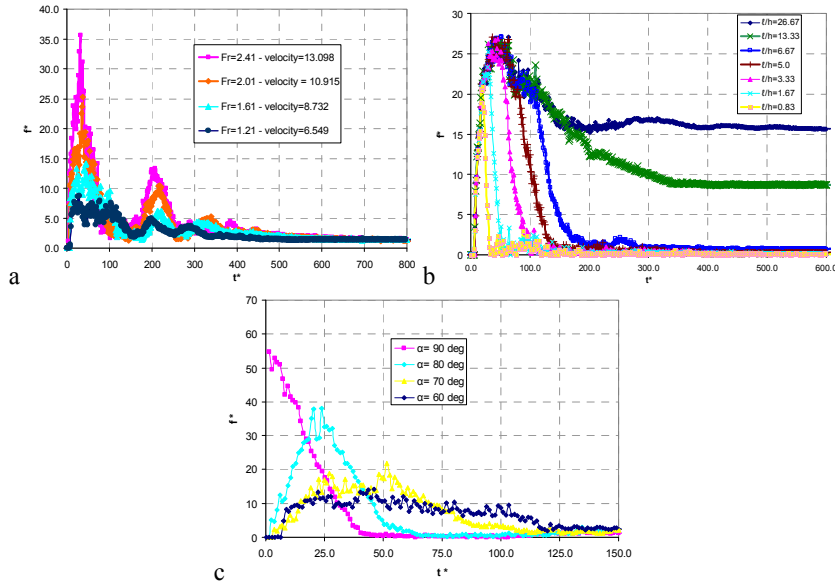 40.0
35.0
30.0
25.0
20.0
15.0
10.0
5.0
0.0
f*
Fr=2.41 - velocity=13.098
Fr=2.01 - velocity = 10.915
Fr=1.61 - velocity=8.732
Fr=1.21 - velocity=6.549
0 100 200 300 400 500 600 700 800
t*
a
30
25
20
15
10
5
0
f*
ℓ/h=26.67
ℓ/h=13.33
ℓ/h=6.67
ℓ/h=5.0
ℓ/h=3.33
ℓ/h=1.67
ℓ/h=0.83
0.0 100.0 200.0 300.0 400.0 500.0 600.0
t*
b
70
60
50
40
30
20
10
0
f*
α= 90 deg
α= 80 deg
α= 70 deg
α= 60 deg
0.0 25.0 50.0 75.0 100.0 125.0 150.0
t*
c